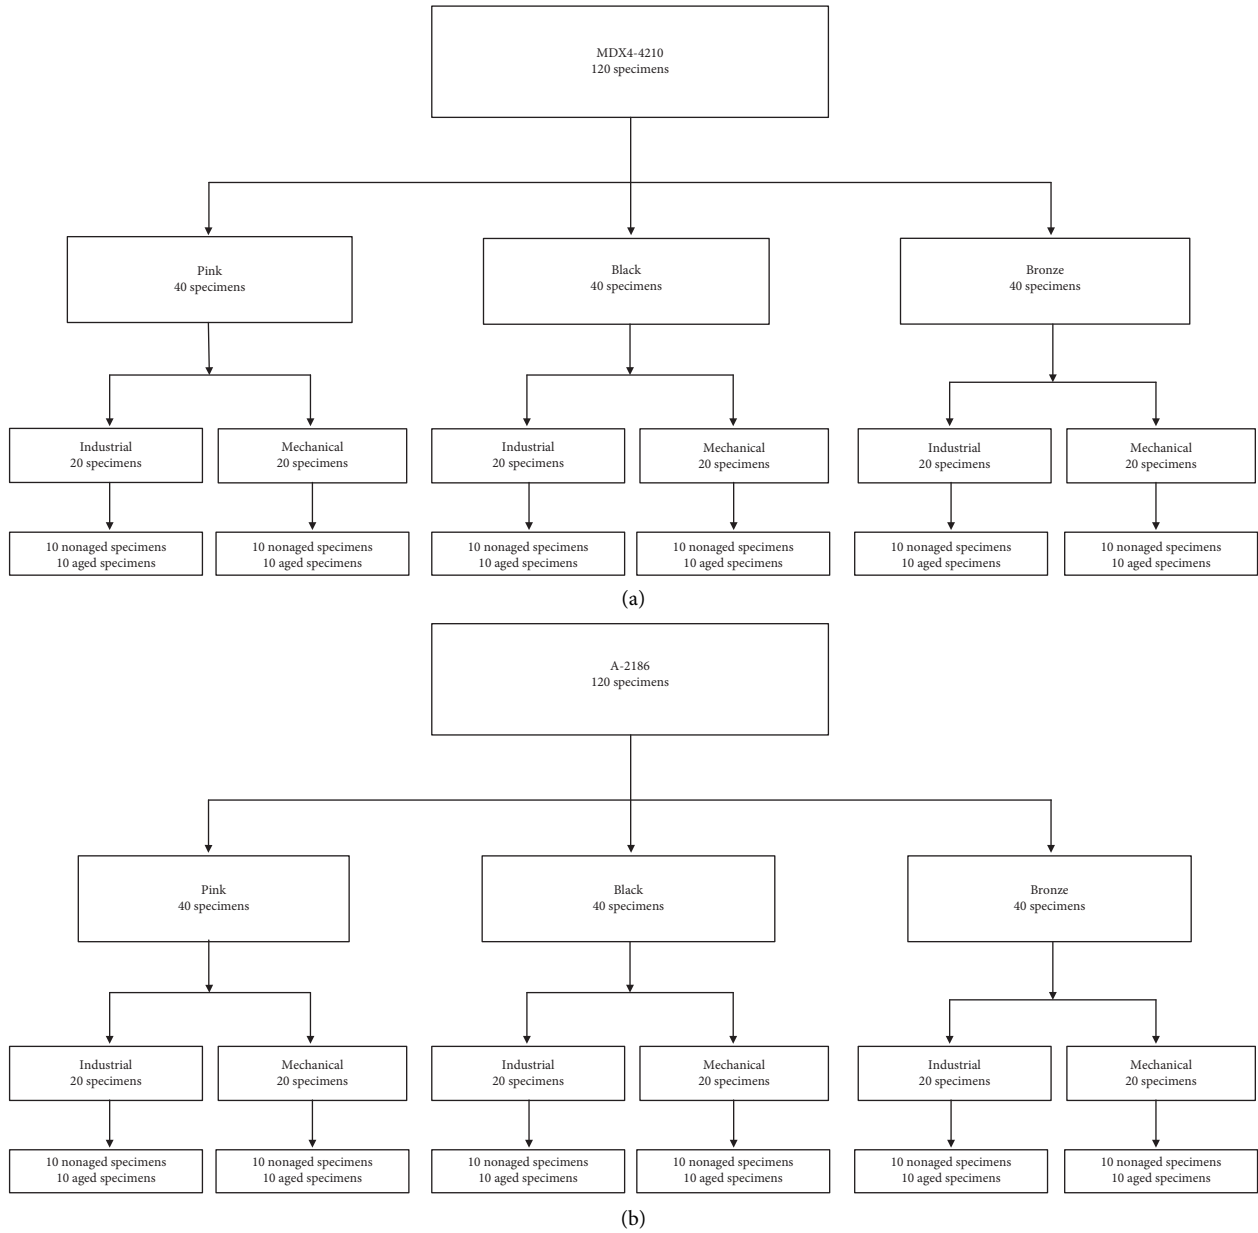 MDX4-4210
120 specimens
Pink
40 specimens
Black
40 specimens
Bronze
40 specimens
Industrial
20 specimens
Mechanical
20 specimens
Industrial
20 specimens
Mechanical
20 specimens
Industrial
20 specimens
Mechanical
20 specimens
10 nonaged specimens
10 aged specimens
10 nonaged specimens
10 aged specimens
10 nonaged specimens
10 aged specimens
10 nonaged specimens
10 aged specimens
10 nonaged specimens
10 aged specimens
10 nonaged specimens
10 aged specimens
(a)
A-2186
120 specimens
Pink
40 specimens
Black
40 specimens
Bronze
40 specimens
Industrial
20 specimens
Mechanical
20 specimens
Industrial
20 specimens
Mechanical
20 specimens
Industrial
20 specimens
Mechanical
20 specimens
10 nonaged specimens
10 aged specimens
10 nonaged specimens
10 aged specimens
10 nonaged specimens
10 aged specimens
10 nonaged specimens
10 aged specimens
10 nonaged specimens
10 aged specimens
10 nonaged specimens
10 aged specimens
(b)